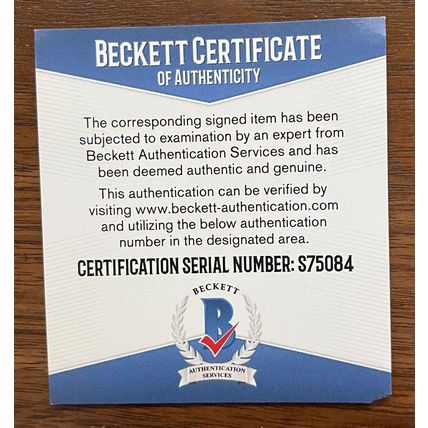 BECKETT CERTIFICATE
OF AUTHENTICITY
The corresponding signed item has been
subjected to examination by an expert from
Beckett Authentication Services and has
been deemed authentic and genuine.
This authentication can be verified by
visiting www.beckett-authentication.com
and utilizing the below authentication
number in the designated area.
CERTIFICATION SERIAL NUMBER: S75084
BECKETT
B
AUTHENTICATION
SERVICES